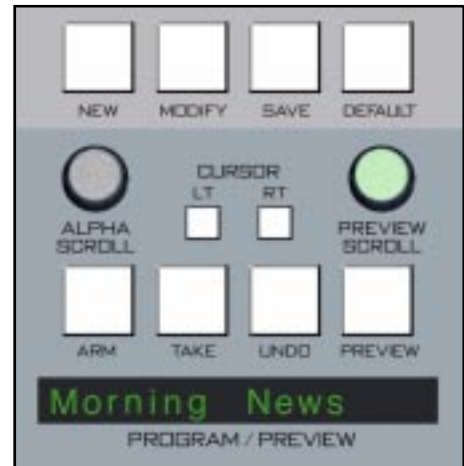 NEW MODIFY SAVE DEFAULT
CURSOR
LT RT
ALPHA SCROLL
PREVIEW SCROLL
ARM TAKE UNDO PREVIEW
Morning News
PROGRAM / PREVIEW